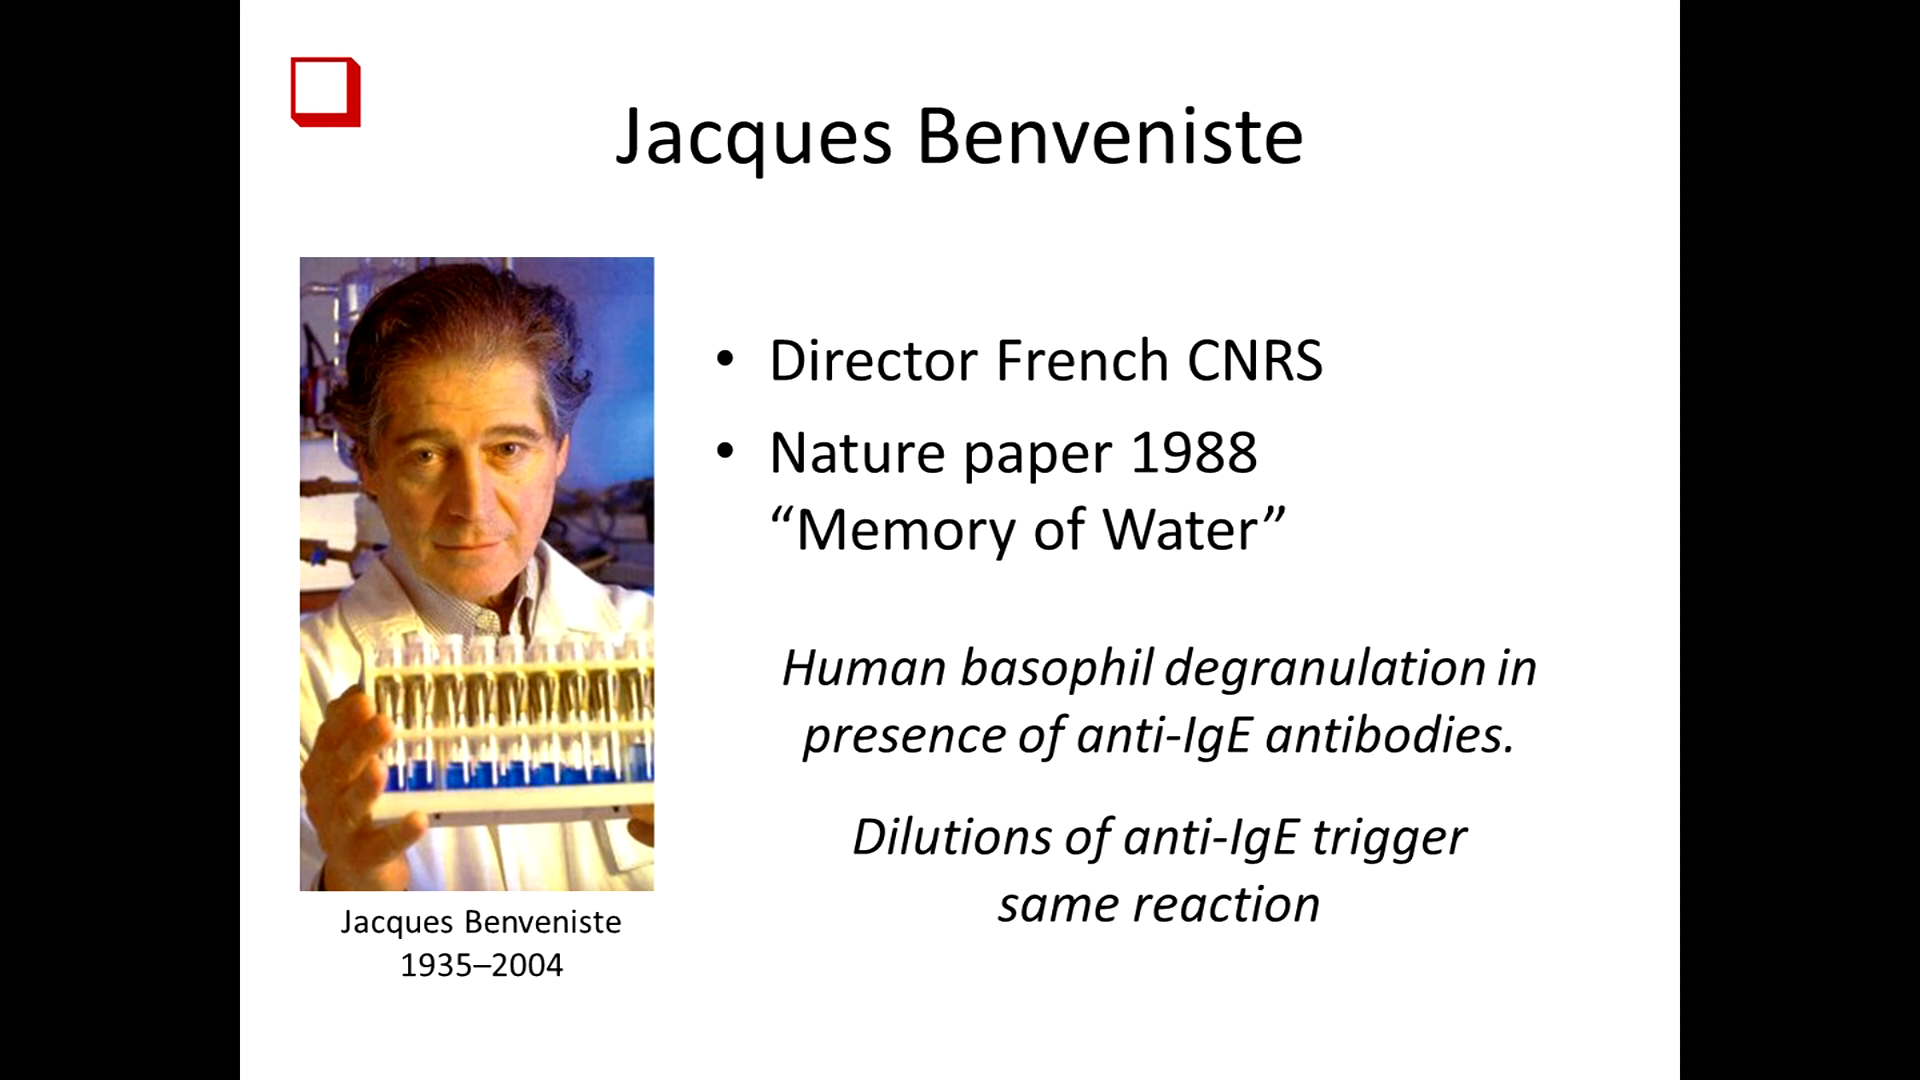 Jacques Benveniste
• Director French CNRS
• Nature paper 1988
“Memory of Water”
Human basophil degranulation in
presence of anti-IgE antibodies.
Dilutions of anti-IgE trigger
same reaction
Jacques Benveniste
1935–2004